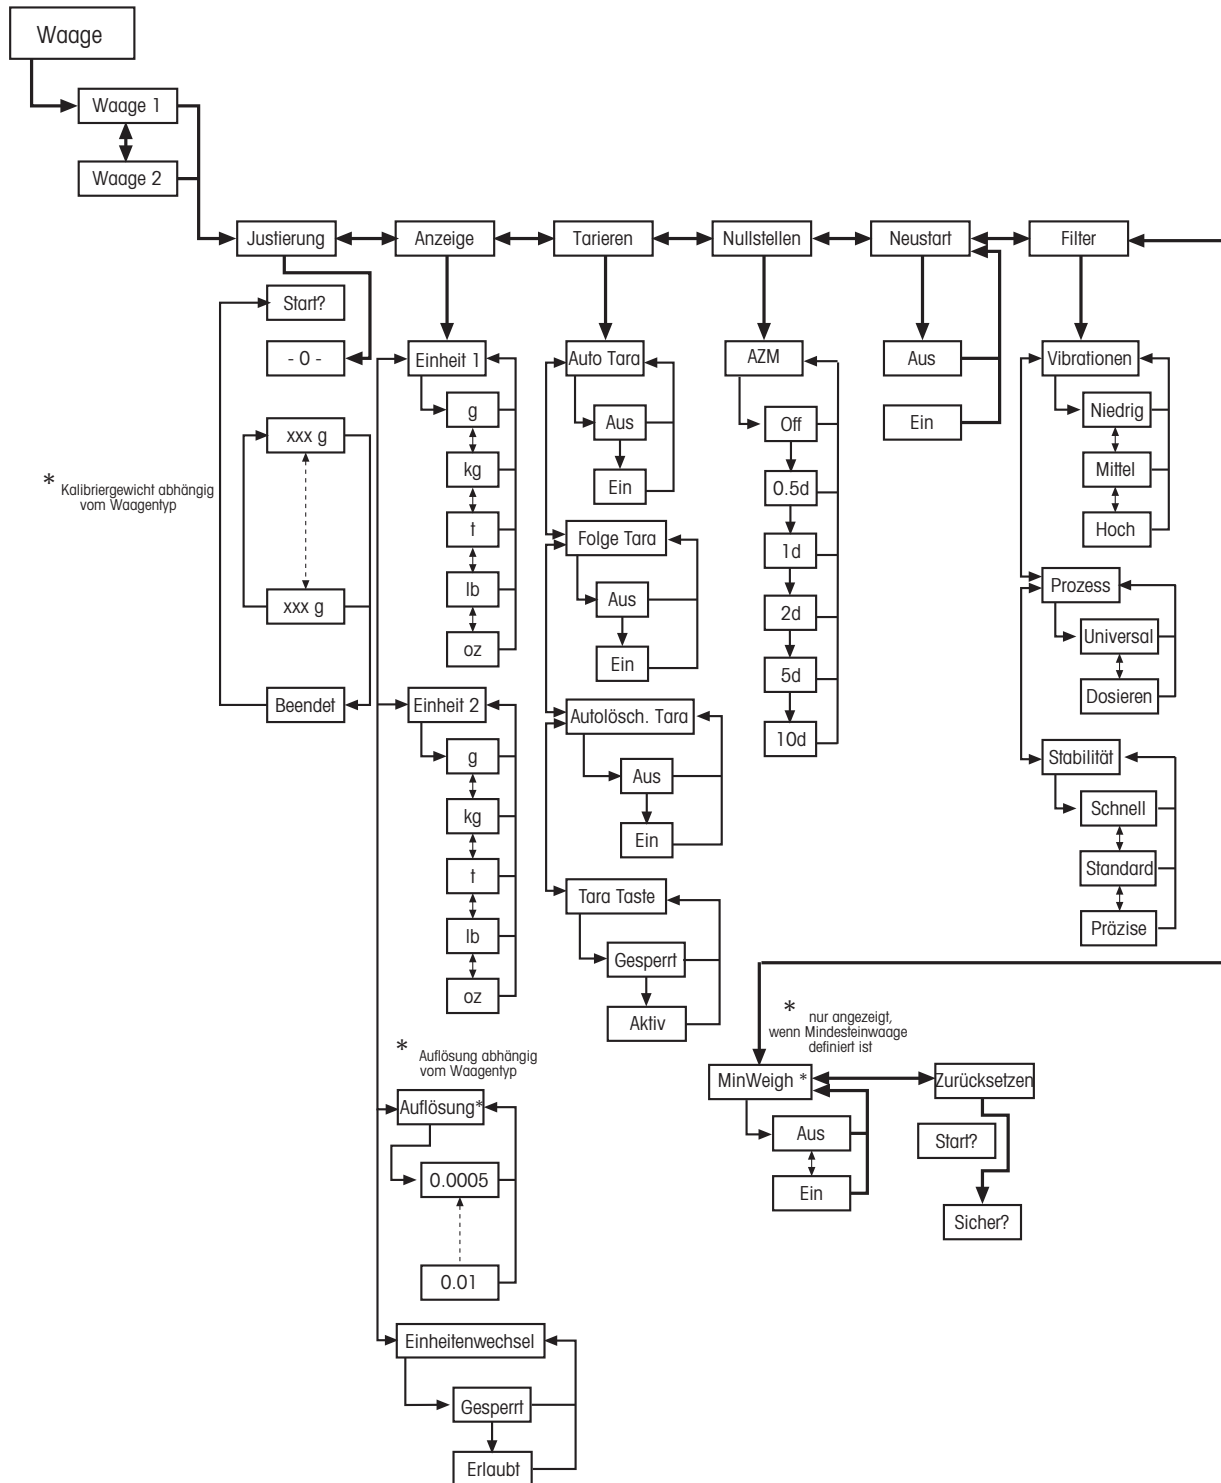 Waage
Waage 1
Waage 2
Justierung
Anzeige
Tarieren
Nullstellen
Neustart
Filter
Start?
- 0 -
xxx g
* Kalibriergewicht abhängig
vom Waagentyp
xxx g
Beendet
Einheit 1
g
kg
t
lb
oz
Einheit 2
g
kg
t
lb
oz
* Auflösung abhängig
vom Waagentyp
Auflösung*
0.0005
0.01
Einheitenwechsel
Gesperrt
Erlaubt
Auto Tara
Aus
Ein
Folge Tara
Aus
Ein
Autolösch. Tara
Aus
Ein
Tara Taste
Gesperrt
Aktiv
AZM
Off
0.5d
1d
2d
5d
10d
Aus
Ein
Vibrationen
Niedrig
Mittel
Hoch
Prozess
Universal
Dosieren
Stabilität
Schnell
Standard
Präzise
* nur angezeigt,
wenn Mindesteinwaage
definiert ist
MinWeigh *
Aus
Ein
Zurücksetzen
Start?
Sicher?